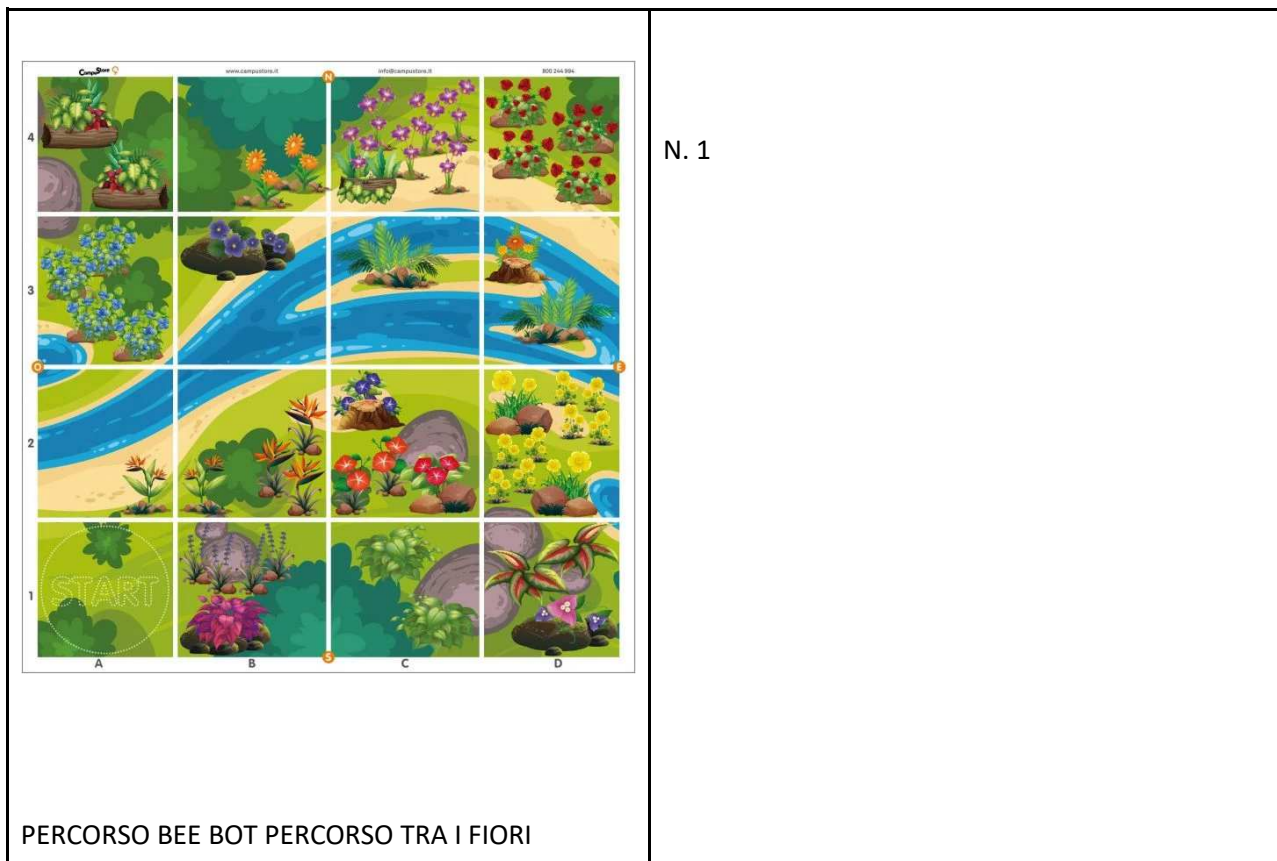 CampuStore
www.campustore.it
info@campustore.it
800 244 994
N
4
3
O
E
2
1
START
S
A
B
C
D
PERCORSO BEE BOT PERCORSO TRA I FIORI
N. 1